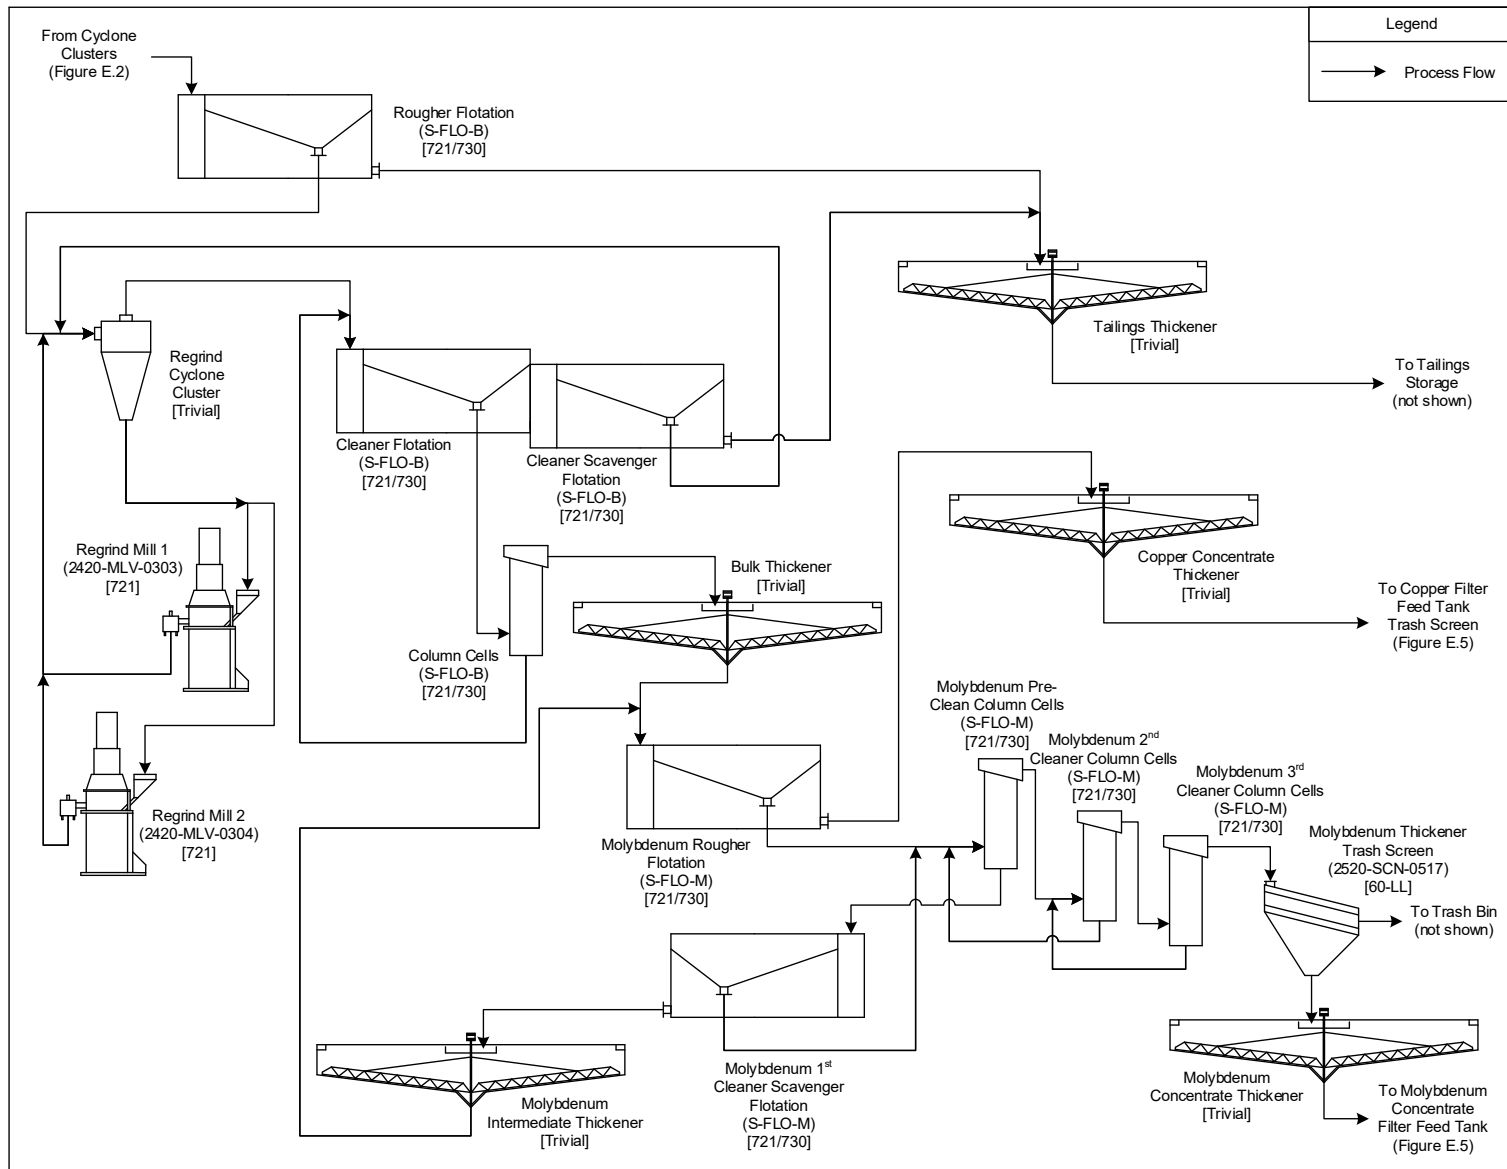 Legend
Process Flow
From Cyclone
Clusters
(Figure E.2)
Rougher Flotation
(S-FLO-B)
[721/730]
Tailings Thickener
[Trivial]
To Tailings
Storage
(not shown)
Regrind
Cyclone
Cluster
[Trivial]
Cleaner Flotation
(S-FLO-B)
[721/730]
Cleaner Scavenger
Flotation
(S-FLO-B)
[721/730]
Copper Concentrate
Thickener
[Trivial]
To Copper Filter
Feed Tank
Trash Screen
(Figure E.5)
Regrind Mill 1
(2420-MLV-0303)
[721]
Bulk Thickener
[Trivial]
Column Cells
(S-FLO-B)
[721/730]
Regrind Mill 2
(2420-MLV-0304)
[721]
Molybdenum Rougher
Flotation
(S-FLO-M)
[721/730]
Molybdenum Pre-
Clean Column Cells
(S-FLO-M)
[721/730]
Molybdenum 2nd
Cleaner Column Cells
(S-FLO-M)
[721/730]
Molybdenum 3rd
Cleaner Column Cells
(S-FLO-M)
[721/730]
Molybdenum Thickener
Trash Screen
(2520-SCN-0517)
[60-LL]
To Trash Bin
(not shown)
Molybdenum 1st
Cleaner Scavenger
Flotation
(S-FLO-M)
[721/730]
Molybdenum
Intermediate Thickener
[Trivial]
Molybdenum
Concentrate Thickener
[Trivial]
To Molybdenum
Concentrate
Filter Feed Tank
(Figure E.5)